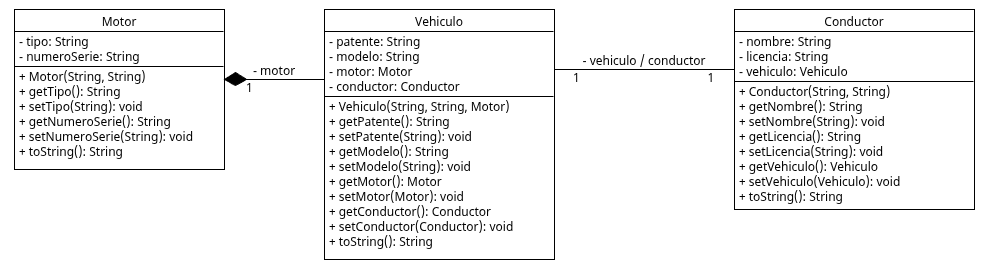 Motor
- tipo: String
- numeroSerie: String
+ Motor(String, String)
+ getTipo(): String
+ setTipo(String): void
+ getNumeroSerie(): String
+ setNumeroSerie(String): void
+ toString(): String
- motor
1
Vehiculo
- patente: String
- modelo: String
- motor: Motor
- conductor: Conductor
+ Vehiculo(String, String, Motor)
+ getPatente(): String
+ setPatente(String): void
+ getModelo(): String
+ setModelo(String): void
+ getMotor(): Motor
+ setMotor(Motor): void
+ getConductor(): Conductor
+ setConductor(Conductor): void
+ toString(): String
- vehiculo / conductor
1
1
Conductor
- nombre: String
- licencia: String
- vehiculo: Vehiculo
+ Conductor(String, String)
+ getNombre(): String
+ setNombre(String): void
+ getLicencia(): String
+ setLicencia(String): void
+ getVehiculo(): Vehiculo
+ setVehiculo(Vehiculo): void
+ toString(): String